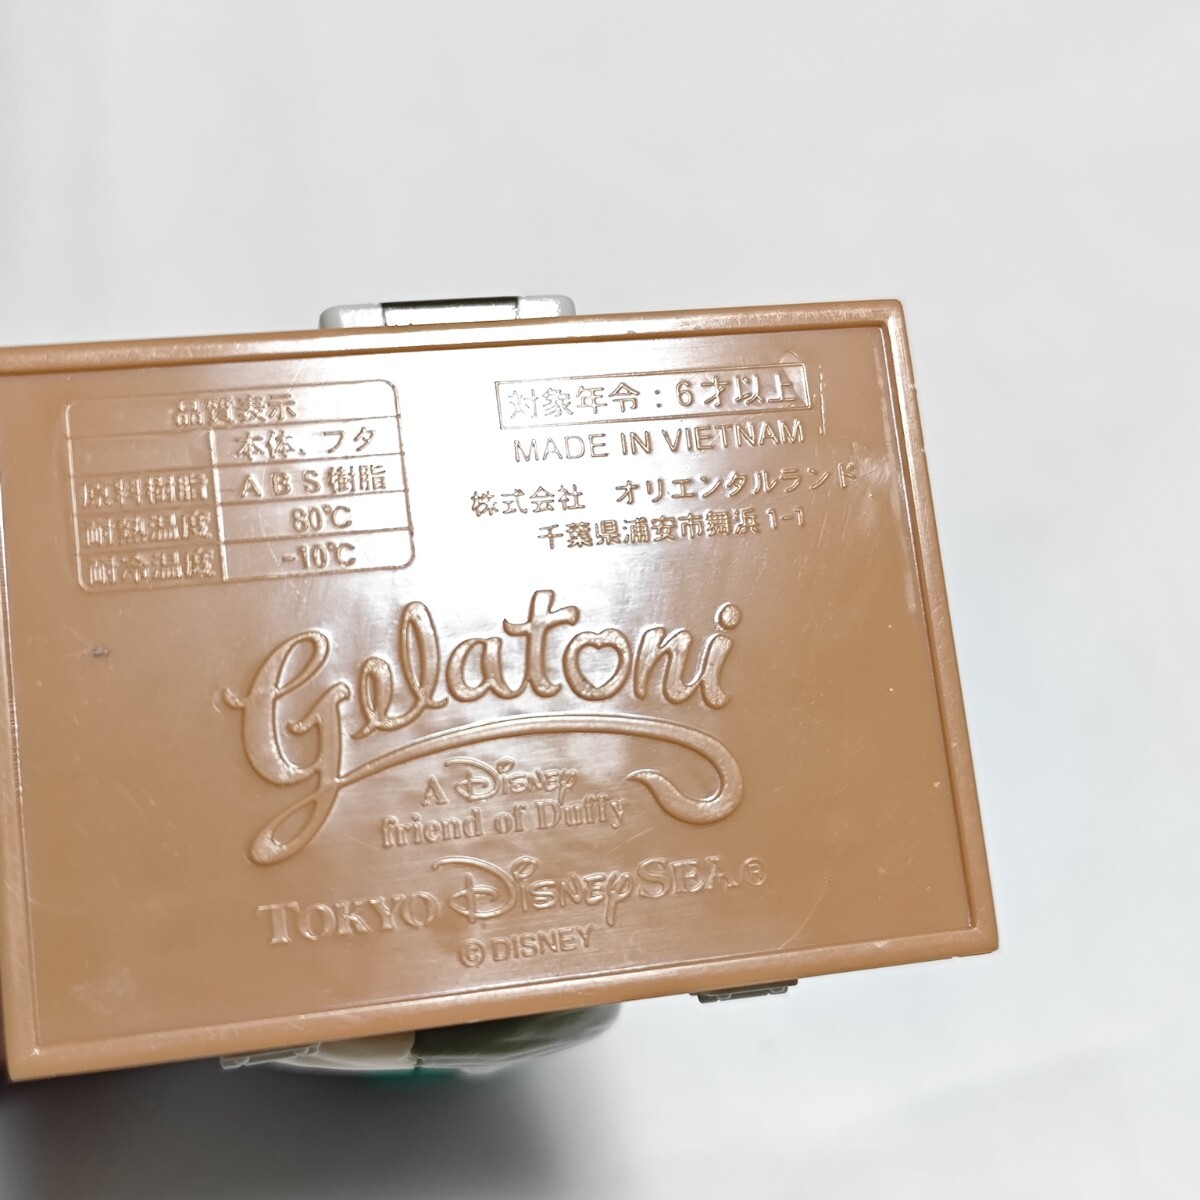 品質表示
本体、フタ
原料樹脂 ABS樹脂
耐熱温度 80℃
耐冷温度 -10℃
対象年令：6才以上
MADE IN VIETNAM
株式会社 オリエンタルランド
千葉県浦安市舞浜1-1
Gelatoni
A Disney
friend of Duffy
TOKYO DISNEYSEA®
© DISNEY